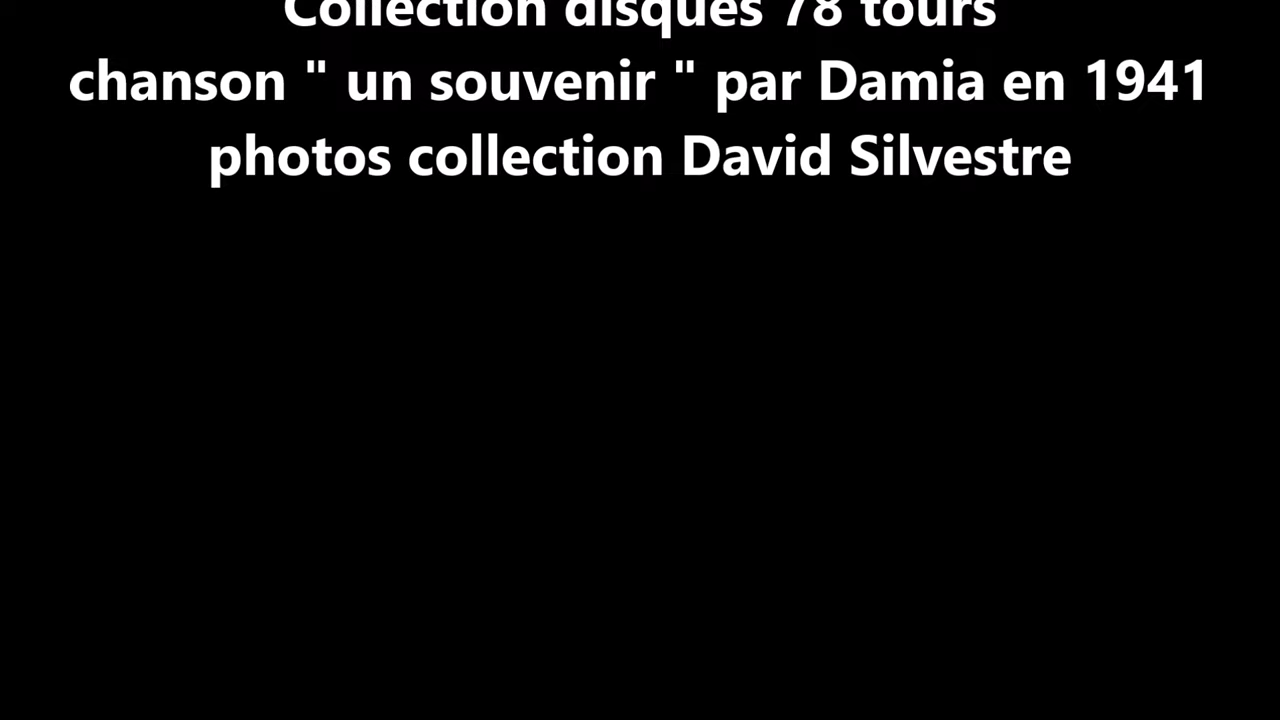 Collection disques 78 tours
chanson " un souvenir " par Damia en 1941
photos collection David Silvestre